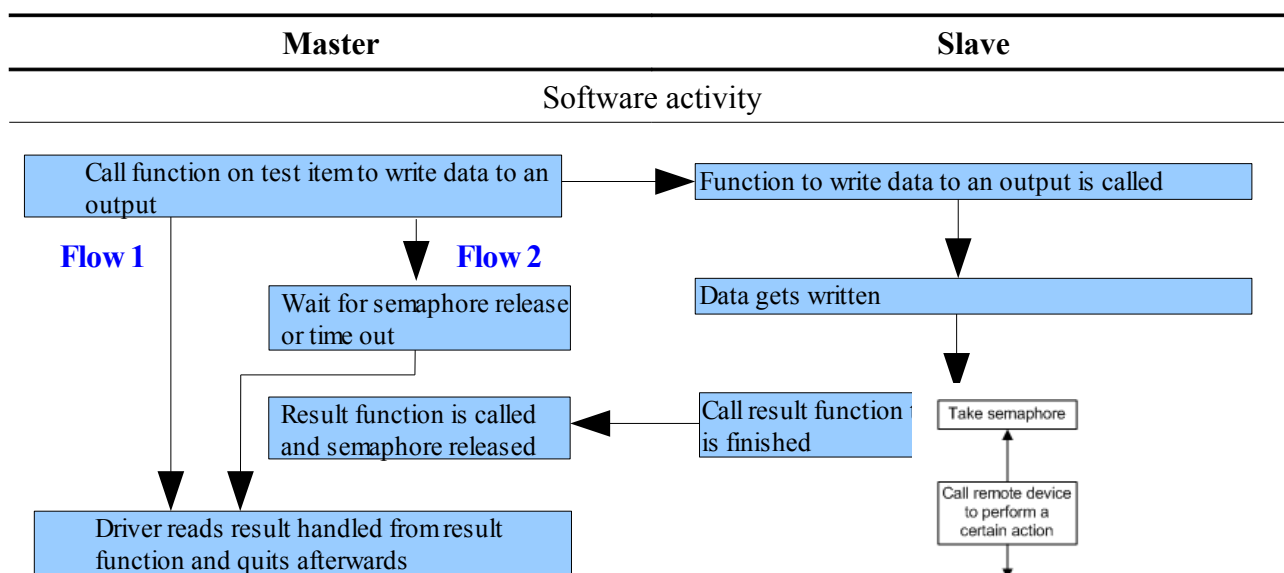 Master
Slave
Software activity
Call function on test item to write data to an
output
Function to write data to an output is called
Flow 1
Flow 2
Wait for semaphore release
or time out
Data gets written
Result function is called
and semaphore released
Call result function
is finished
Take semaphore
Call remote device
to perform a
certain action
Driver reads result handled from result
function and quits afterwards